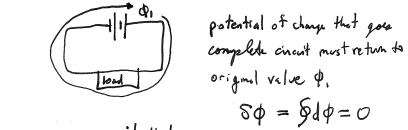 Φ₁
potential of charge that goes
complete circuit must return to
load
original value Φ₁
δΦ = ∮dΦ = 0